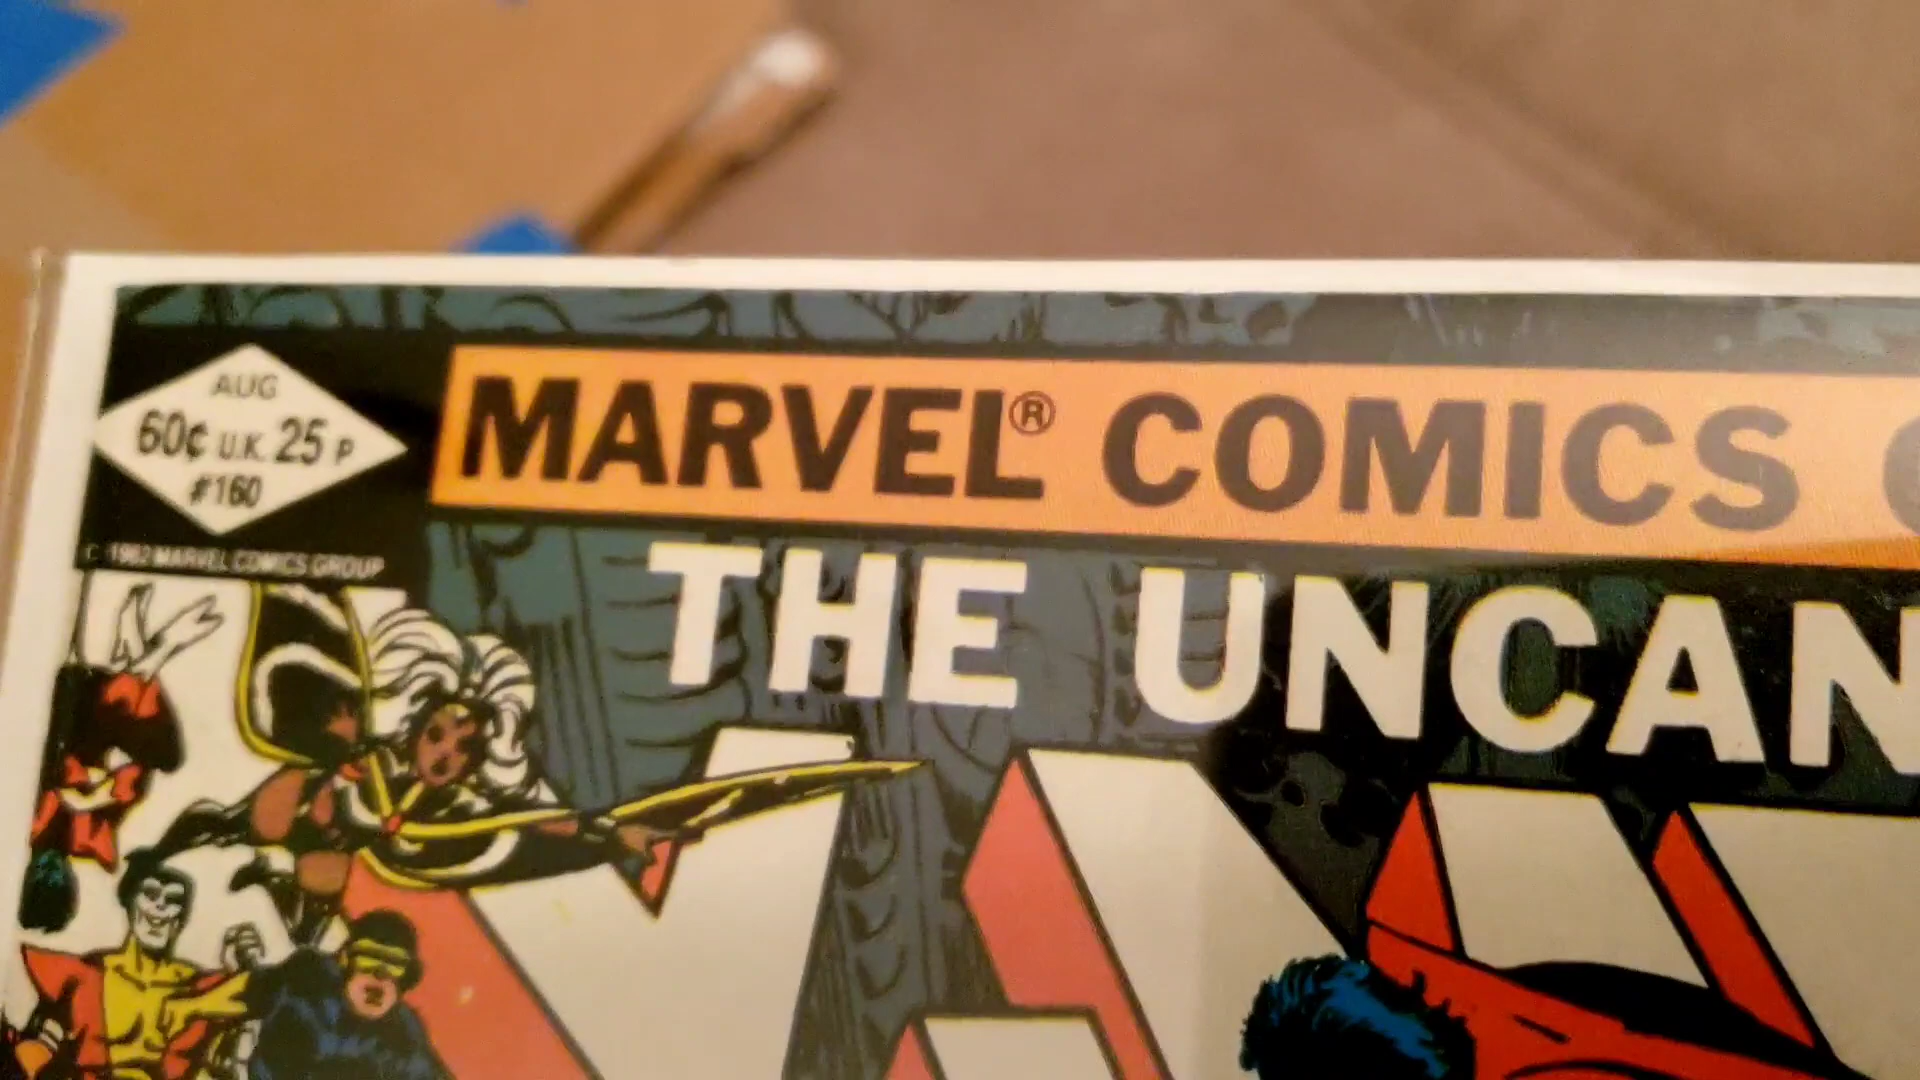 AUG
60¢ U.K. 25 P
#160
MARVEL® COMICS
© 1982 MARVEL COMICS GROUP
THE UNCAN